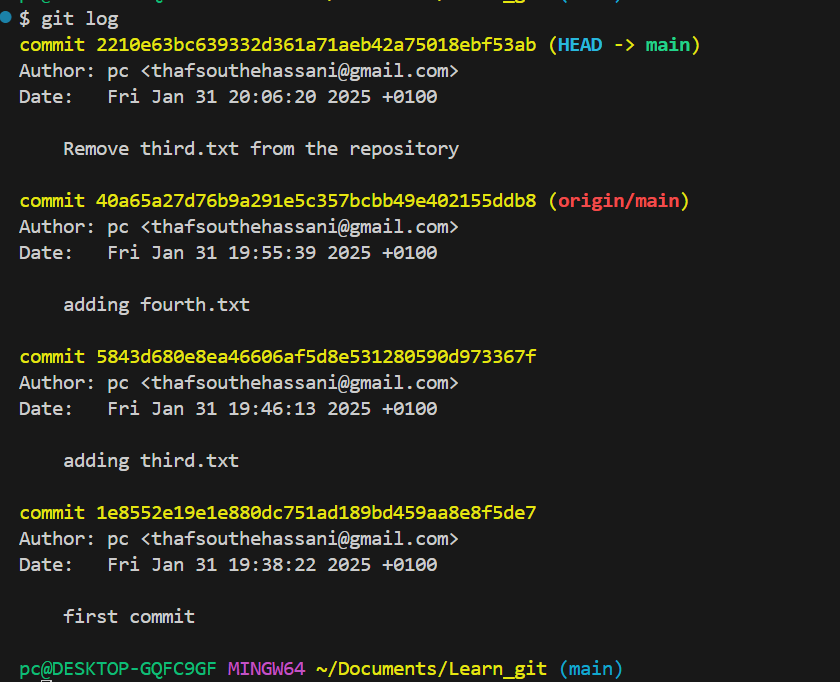 $ git log
commit 2210e63bc639332d361a71aeb42a75018ebf53ab (HEAD -> main)
Author: pc <thafsouthehassani@gmail.com>
Date:   Fri Jan 31 20:06:20 2025 +0100
Remove third.txt from the repository
commit 40a65a27d76b9a291e5c357bcbb49e402155ddb8 (origin/main)
Author: pc <thafsouthehassani@gmail.com>
Date:   Fri Jan 31 19:55:39 2025 +0100
adding fourth.txt
commit 5843d680e8ea46606af5d8e531280590d973367f
Author: pc <thafsouthehassani@gmail.com>
Date:   Fri Jan 31 19:46:13 2025 +0100
adding third.txt
commit 1e8552e19e1e880dc751ad189bd459aa8e8f5de7
Author: pc <thafsouthehassani@gmail.com>
Date:   Fri Jan 31 19:38:22 2025 +0100
first commit
pc@DESKTOP-GQFC9GF MINGW64 ~/Documents/Learn_git (main)